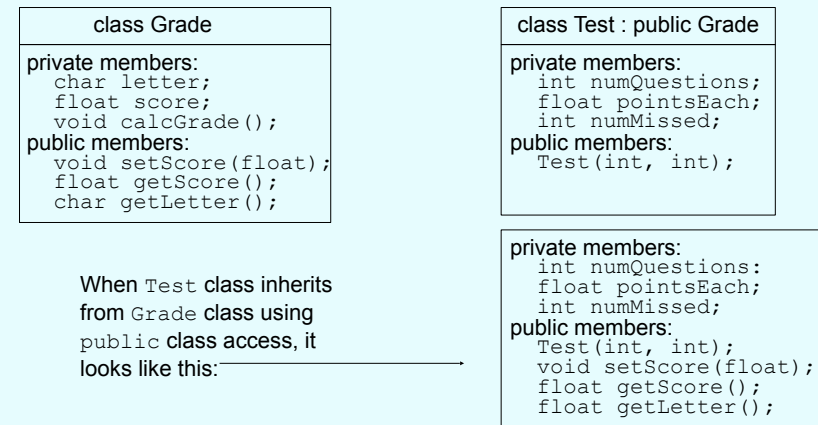 class Grade
private members:
char letter;
float score;
void calcGrade();
public members:
void setScore(float);
float getScore();
char getLetter();
class Test : public Grade
private members:
int numQuestions;
float pointsEach;
int numMissed;
public members:
Test(int, int);
When Test class inherits
from Grade class using
public class access, it
looks like this:
private members:
int numQuestions:
float pointsEach;
int numMissed;
public members:
Test(int, int);
void setScore(float);
float getScore();
float getLetter();